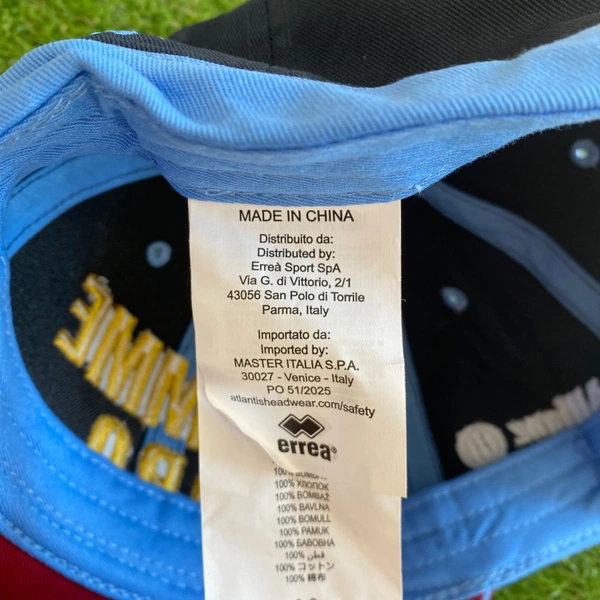 MADE IN CHINA
Distribuito da:
Distributed by:
Erreà Sport SpA
Via G. di Vittorio, 2/1
43056 San Polo di Torrile
Parma, Italy
Importato da:
Imported by:
MASTER ITALIA S.P.A.
30027 - Venice - Italy
PO 51/2025
atlantisheadwear.com/safety
erreà®
100% ХЛОПОК
100% BOMBAŽ
100% BAVLNA
100% BOMULL
100% PAMUK
100% БАВОВНА
100% قطن
100% コットン
100% 棉布